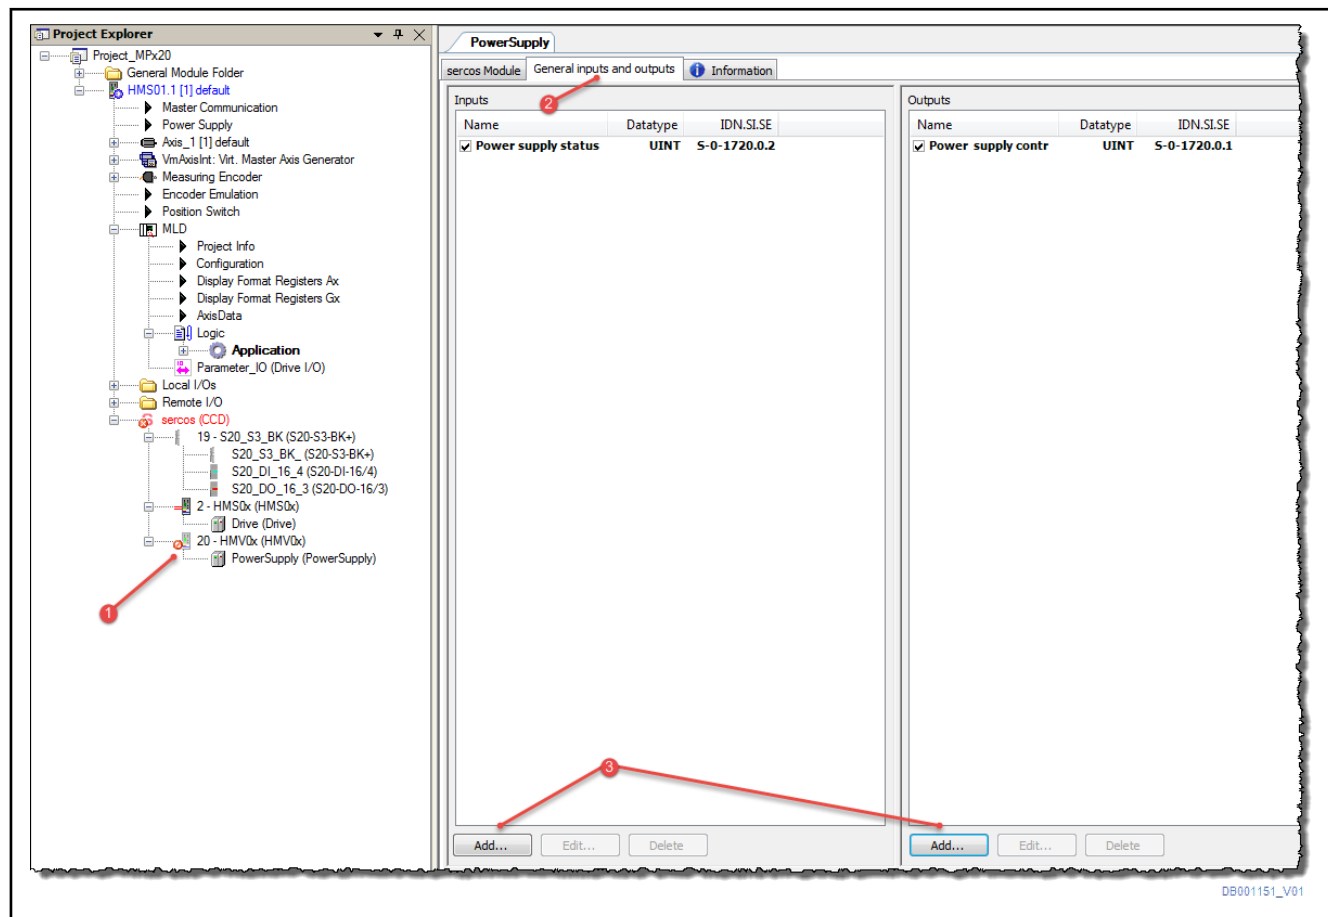 Project Explorer
Project_MPx20
General Module Folder
HMS01.1 [1] default
Master Communication
Power Supply
Axis_1 [1] default
VmAxisInt: Virt. Master Axis Generator
Measuring Encoder
Encoder Emulation
Position Switch
MLD
Project Info
Configuration
Display Format Registers Ax
Display Format Registers Gx
AxisData
Logic
Application
Parameter_IO (Drive I/O)
Local I/Os
Remote I/O
sercos (CCD)
19 - S20_S3_BK (S20-S3-BK+)
S20_S3_BK_ (S20-S3-BK+)
S20_DI_16_4 (S20-DI-16/4)
S20_DO_16_3 (S20-DO-16/3)
2 - HMS0x (HMS0x)
Drive (Drive)
20 - HMV0x (HMV0x)
PowerSupply (PowerSupply)
1
PowerSupply
sercos Module General inputs and outputs Information
2
Inputs
Name Datatype IDN.SI.SE
Power supply status UINT S-0-1720.0.2
Outputs
Name Datatype IDN.SI.SE
Power supply contr UINT S-0-1720.0.1
3
Add... Edit... Delete
Add... Edit... Delete
DB001151_V01